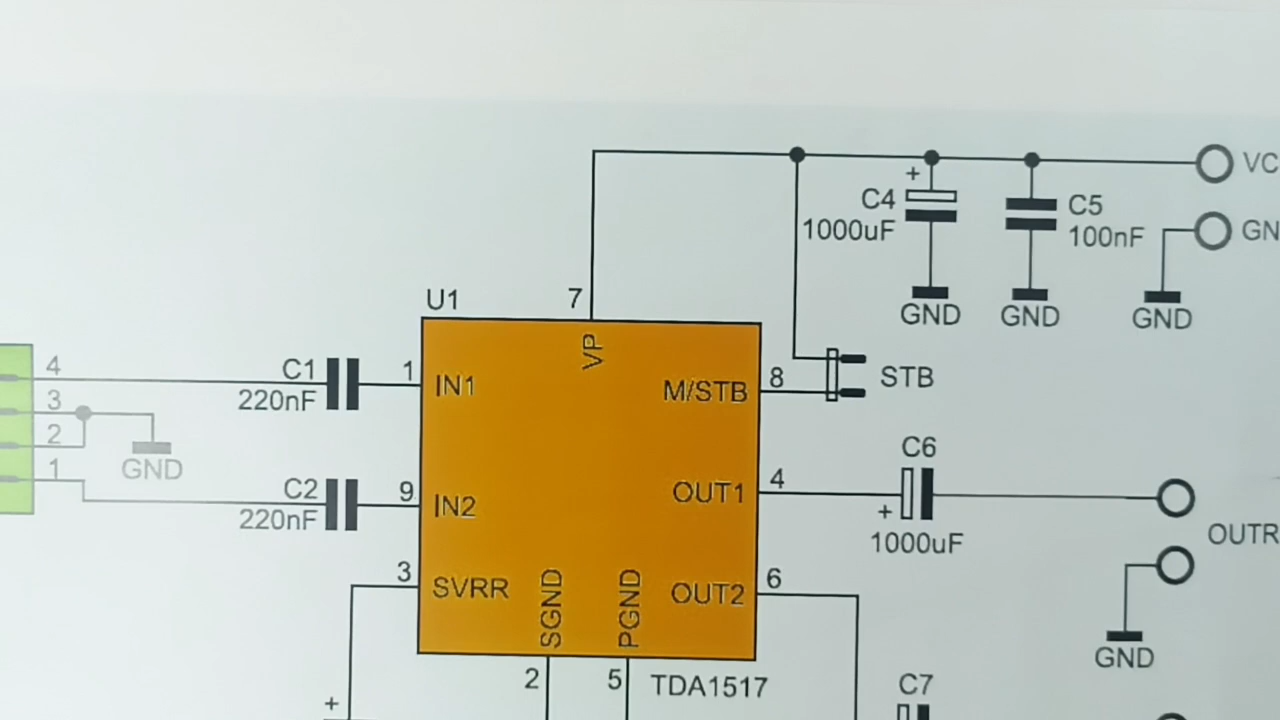 VC
C4
1000uF
+
C5
100nF
GN
GND
GND
GND
U1
7
VP
4
3
2
1
GND
C1
220nF
1
IN1
M/STB
8
STB
C2
220nF
9
IN2
OUT1
4
C6
+
1000uF
OUTR
3
SVRR
SGND
PGND
OUT2
6
GND
2
5
TDA1517
C7
+